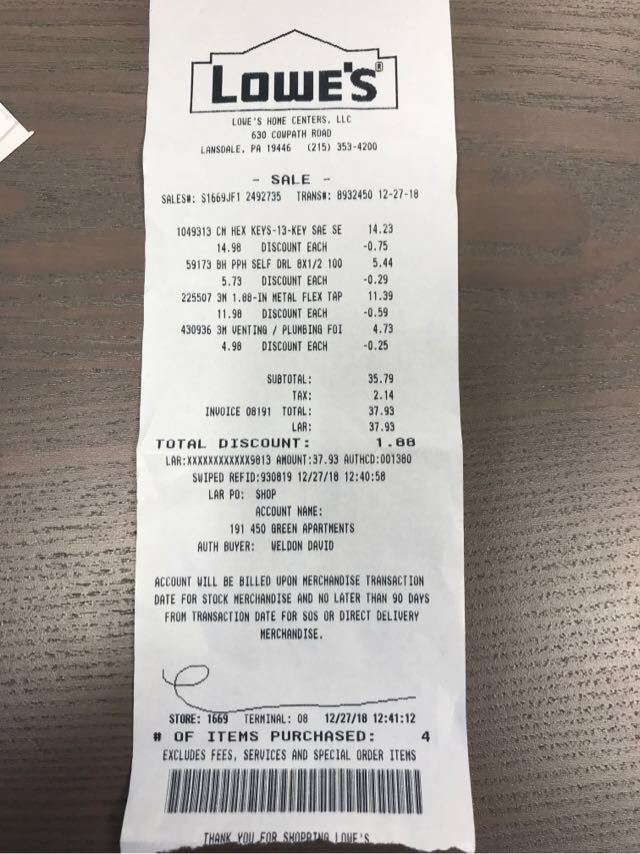 LOWE'S®
LOWE'S HOME CENTERS, LLC
630 COWPATH ROAD
LANSDALE, PA 19446 (215) 353-4200
- SALE -
SALES#: S1669JF1 2492735 TRANS#: 8932450 12-27-18
1049313 CM HEX KEYS-13-KEY SAE SE 14.23
14.98 DISCOUNT EACH -0.75
59173 BH PPH SELF DRL 8X1/2 100 5.44
5.73 DISCOUNT EACH -0.29
225507 3M 1.88-IN METAL FLEX TAP 11.39
11.98 DISCOUNT EACH -0.59
430936 3M VENTING / PLUMBING FOI 4.73
4.98 DISCOUNT EACH -0.25
SUBTOTAL: 35.79
TAX: 2.14
INVOICE 08191 TOTAL: 37.93
LAR: 37.93
TOTAL DISCOUNT: 1.88
LAR:XXXXXXXXXXXX9813 AMOUNT:37.93 AUTHCD:001380
SWIPED REFID:930819 12/27/18 12:40:58
LAR PO: SHOP
ACCOUNT NAME:
191 450 GREEN APARTMENTS
AUTH BUYER: WELDON DAVID
ACCOUNT WILL BE BILLED UPON MERCHANDISE TRANSACTION
DATE FOR STOCK MERCHANDISE AND NO LATER THAN 90 DAYS
FROM TRANSACTION DATE FOR SOS OR DIRECT DELIVERY
MERCHANDISE.
STORE: 1669 TERMINAL: 08 12/27/18 12:41:12
# OF ITEMS PURCHASED: 4
EXCLUDES FEES, SERVICES AND SPECIAL ORDER ITEMS
THANK YOU FOR SHOPPING LOWE'S